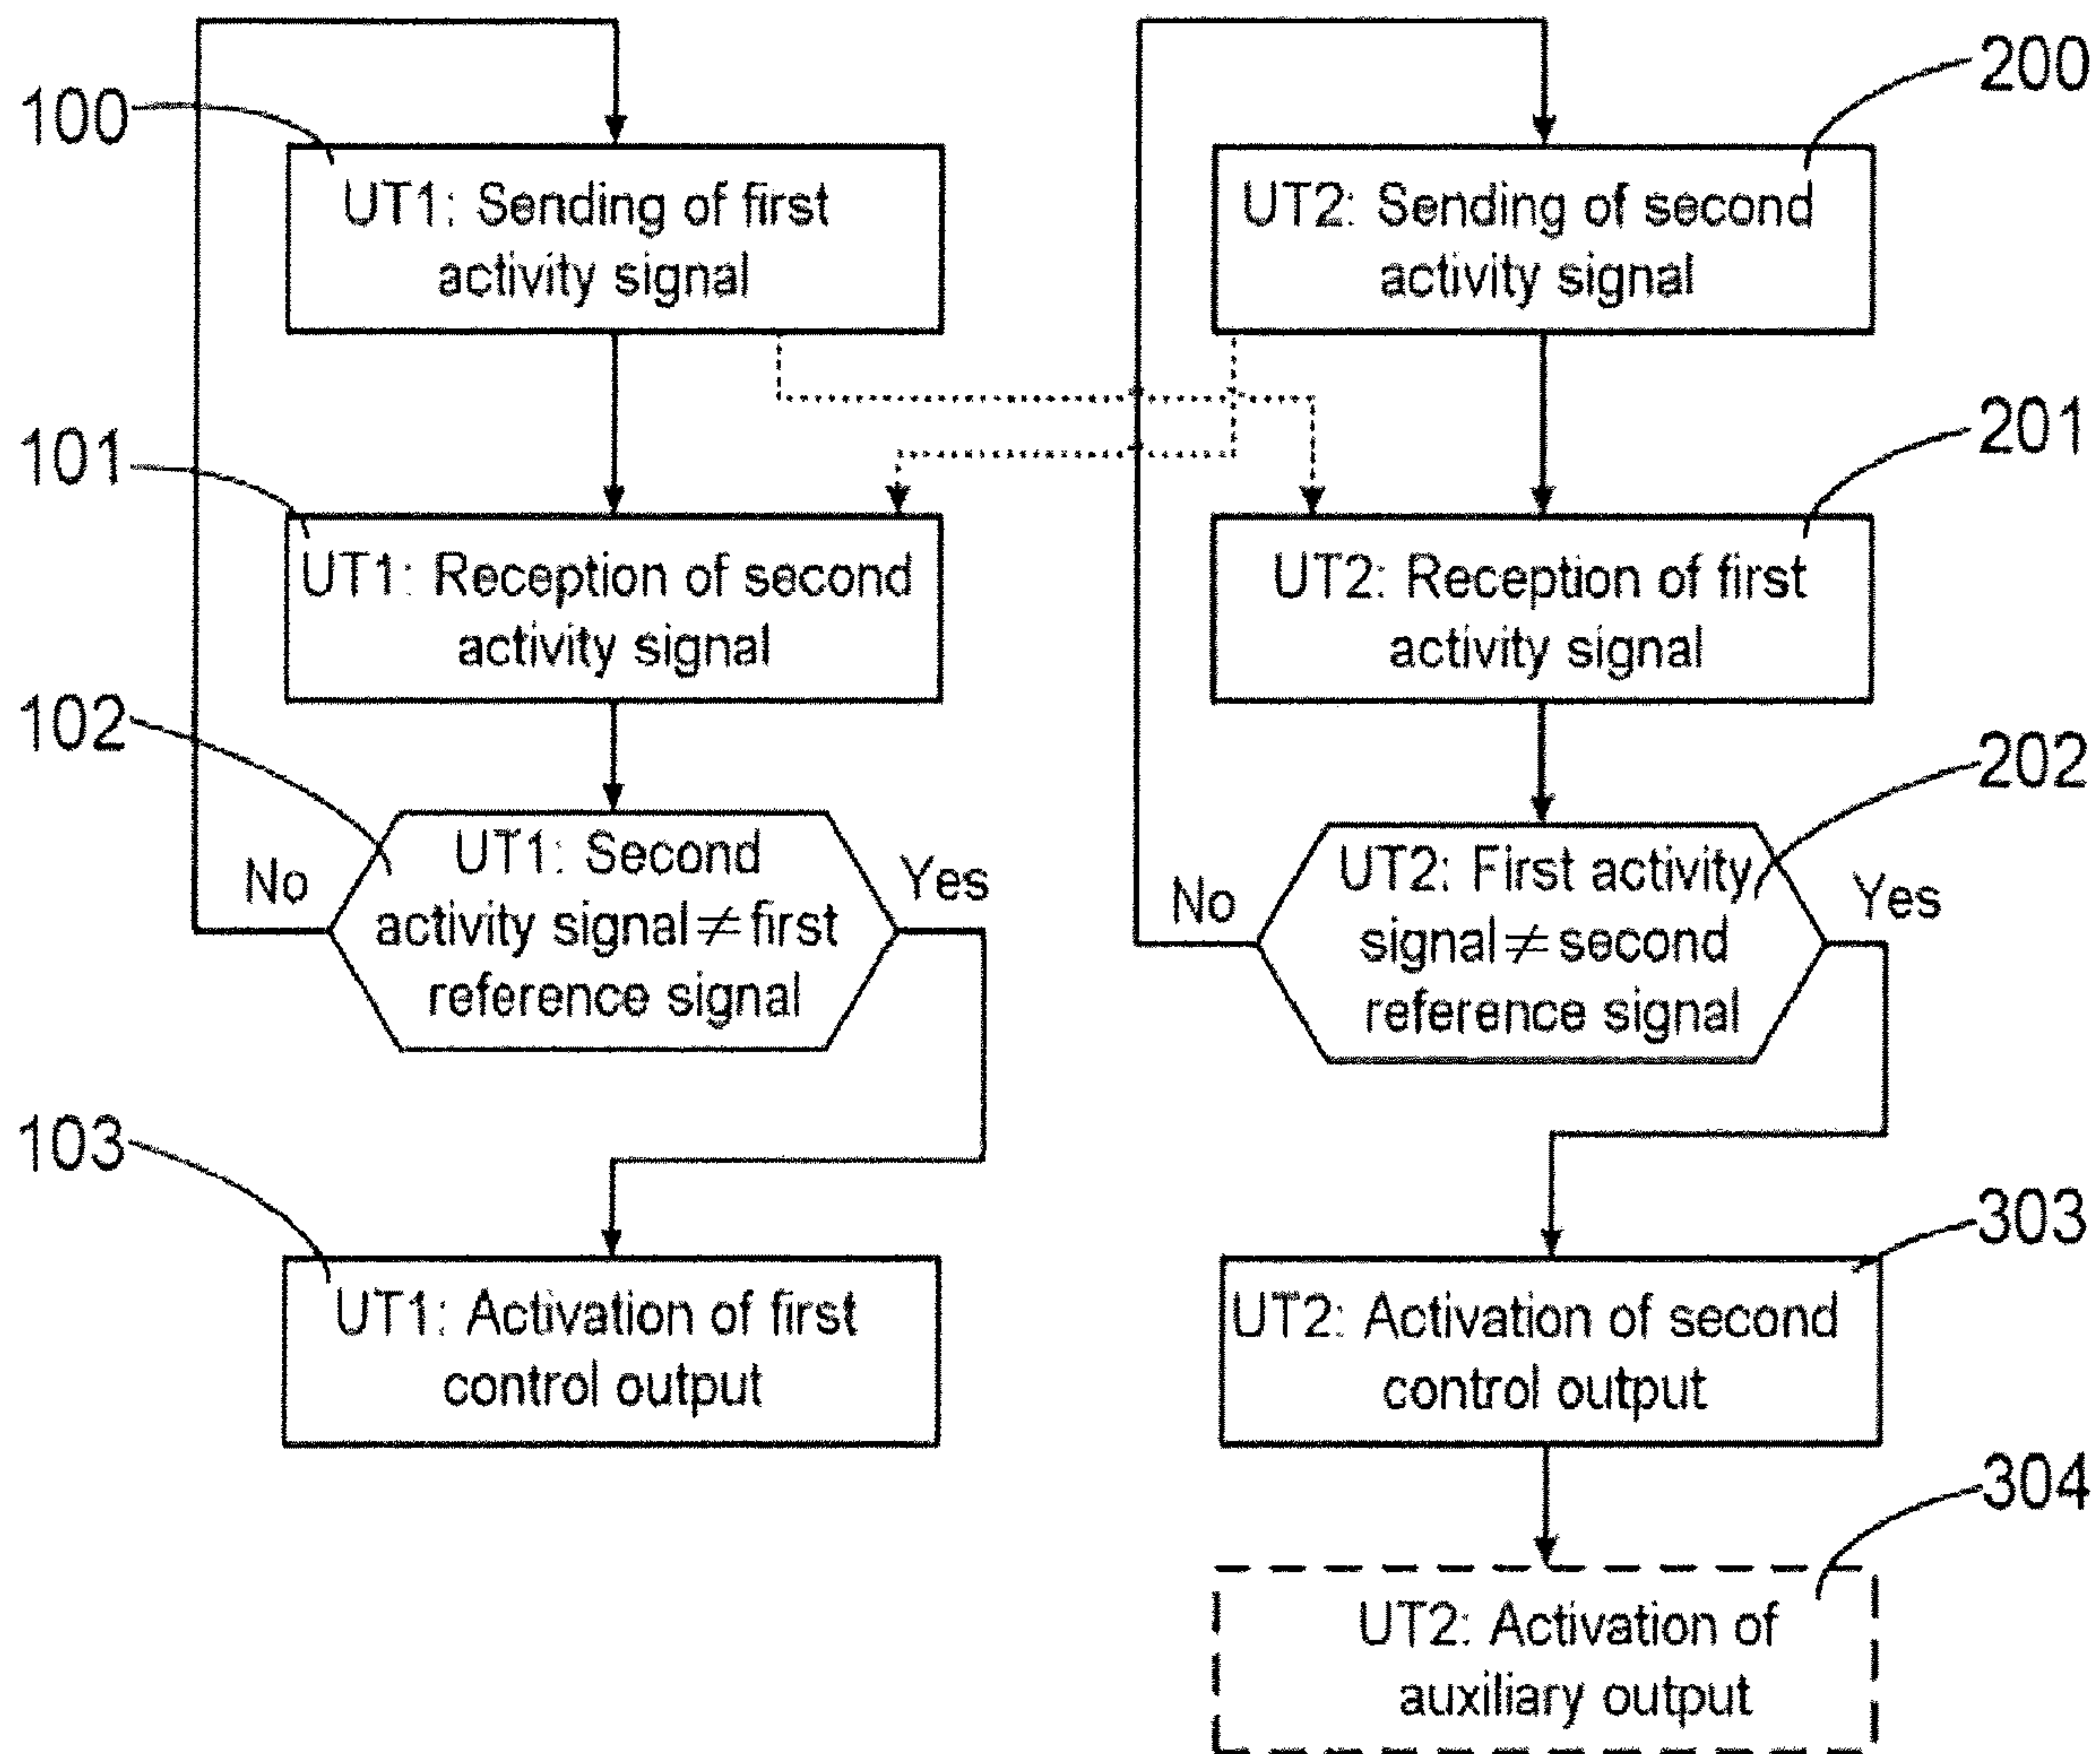 100
UT1: Sending of first
activity signal
101
UT1: Reception of second
activity signal
102
No
UT1: Second
activity signal ≠ first
reference signal
Yes
103
UT1: Activation of first
control output
200
UT2: Sending of second
activity signal
201
UT2: Reception of first
activity signal
202
No
UT2: First activity
signal ≠ second
reference signal
Yes
303
UT2: Activation of second
control output
304
UT2: Activation of
auxiliary output